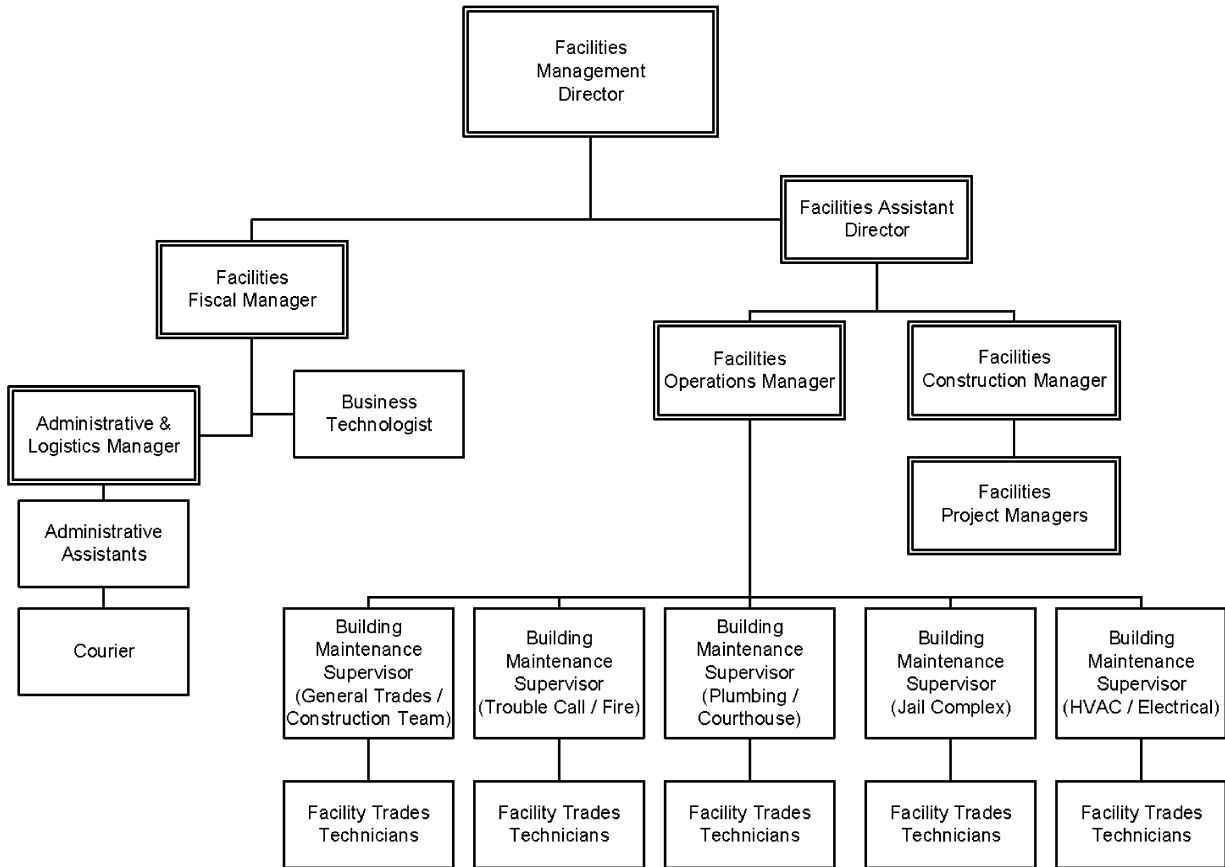 Facilities
Management
Director
Facilities Assistant
Director
Facilities
Fiscal Manager
Facilities
Operations Manager
Facilities
Construction Manager
Administrative &
Logistics Manager
Business
Technologist
Facilities
Project Managers
Administrative
Assistants
Courier
Building
Maintenance
Supervisor
(General Trades /
Construction Team)
Building
Maintenance
Supervisor
(Trouble Call / Fire)
Building
Maintenance
Supervisor
(Plumbing /
Courthouse)
Building
Maintenance
Supervisor
(Jail Complex)
Building
Maintenance
Supervisor
(HVAC / Electrical)
Facility Trades
Technicians
Facility Trades
Technicians
Facility Trades
Technicians
Facility Trades
Technicians
Facility Trades
Technicians